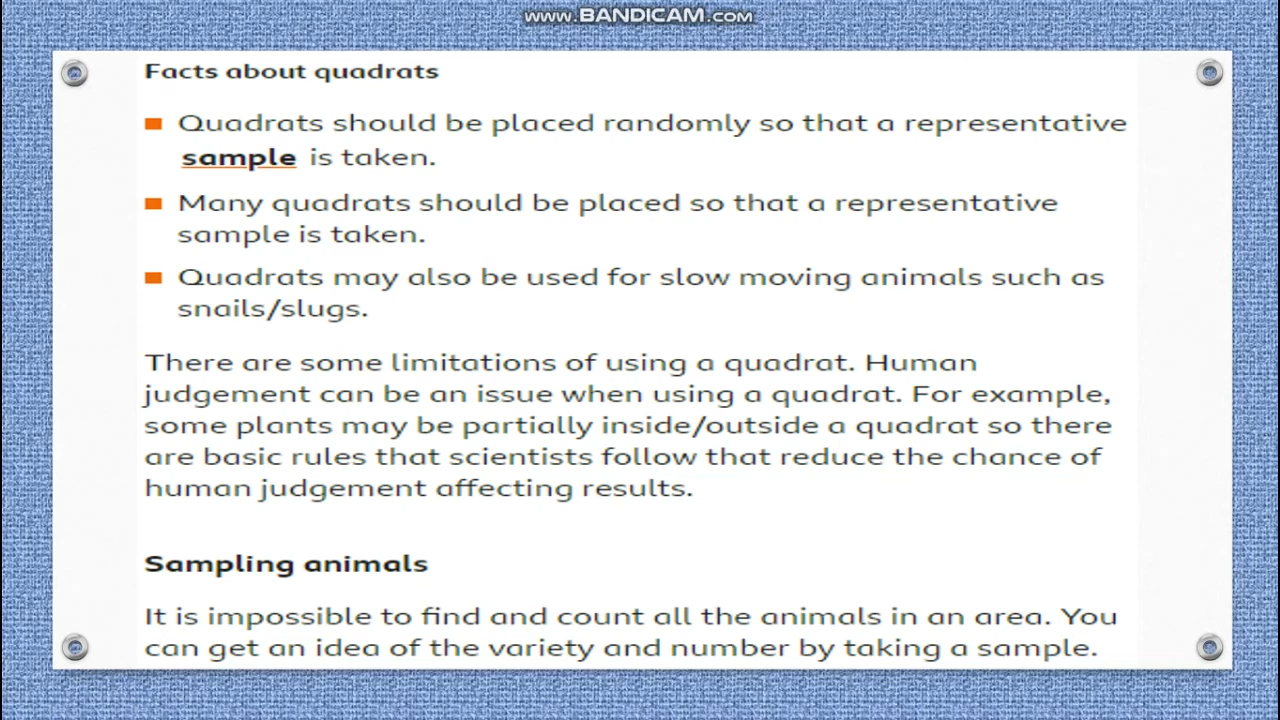 www.BANDICAM.com
Facts about quadrats
Quadrats should be placed randomly so that a representative
sample is taken.
Many quadrats should be placed so that a representative
sample is taken.
Quadrats may also be used for slow moving animals such as
snails/slugs.
There are some limitations of using a quadrat. Human
judgement can be an issue when using a quadrat. For example,
some plants may be partially inside/outside a quadrat so there
are basic rules that scientists follow that reduce the chance of
human judgement affecting results.
Sampling animals
It is impossible to find and count all the animals in an area. You
can get an idea of the variety and number by taking a sample.